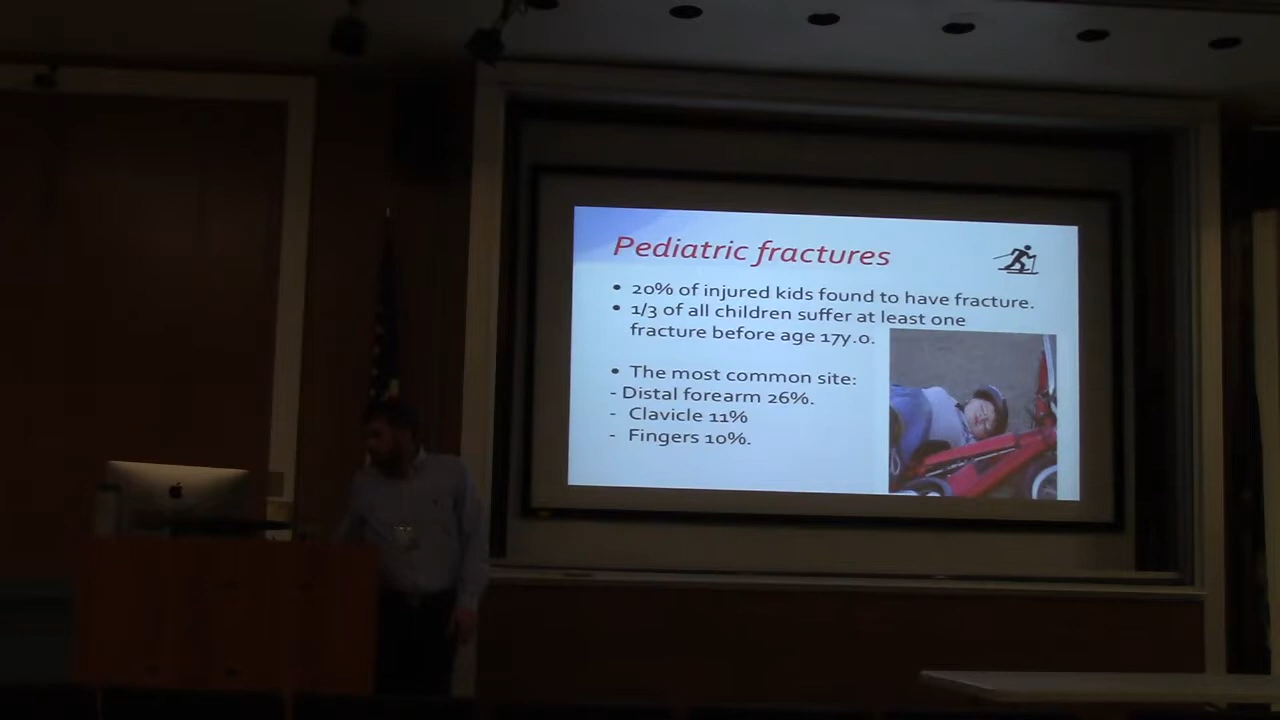 Pediatric fractures
• 20% of injured kids found to have fracture.
• 1/3 of all children suffer at least one
fracture before age 17y.o.
• The most common site:
- Distal forearm 26%.
- Clavicle 11%
- Fingers 10%.